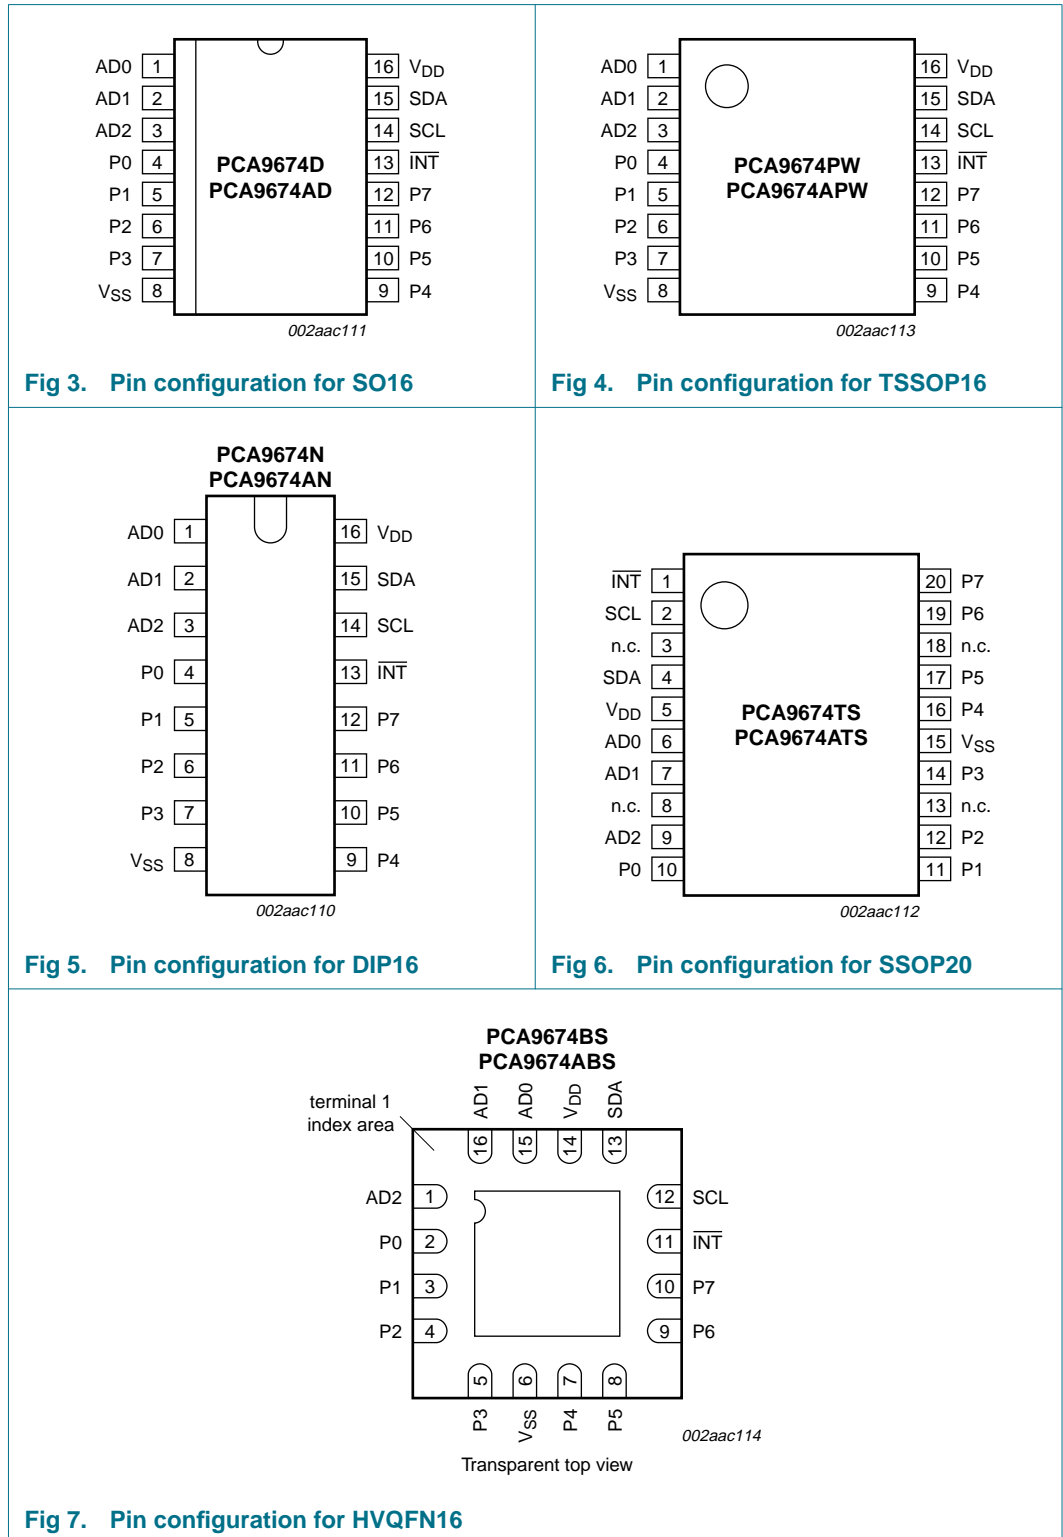 AD0 1 16 VDD
AD1 2 15 SDA
AD2 3 14 SCL
P0 4 13 INT
P1 5 12 P7
P2 6 11 P6
P3 7 10 P5
VSS 8 9 P4
PCA9674D
PCA9674AD
002aac111
Fig 3. Pin configuration for SO16
AD0 1 16 VDD
AD1 2 15 SDA
AD2 3 14 SCL
P0 4 13 INT
P1 5 12 P7
P2 6 11 P6
P3 7 10 P5
VSS 8 9 P4
PCA9674PW
PCA9674APW
002aac113
Fig 4. Pin configuration for TSSOP16
PCA9674N
PCA9674AN
AD0 1 16 VDD
AD1 2 15 SDA
AD2 3 14 SCL
P0 4 13 INT
P1 5 12 P7
P2 6 11 P6
P3 7 10 P5
VSS 8 9 P4
002aac110
Fig 5. Pin configuration for DIP16
INT 1 20 P7
SCL 2 19 P6
n.c. 3 18 n.c.
SDA 4 17 P5
VDD 5 16 P4
AD0 6 15 VSS
AD1 7 14 P3
n.c. 8 13 n.c.
AD2 9 12 P2
P0 10 11 P1
PCA9674TS
PCA9674ATS
002aac112
Fig 6. Pin configuration for SSOP20
PCA9674BS
PCA9674ABS
terminal 1
index area
AD1 AD0 VDD SDA
16 15 14 13
AD2 1 12 SCL
P0 2 11 INT
P1 3 10 P7
P2 4 9 P6
5 6 7 8
P3 VSS P4 P5
002aac114
Transparent top view
Fig 7. Pin configuration for HVQFN16